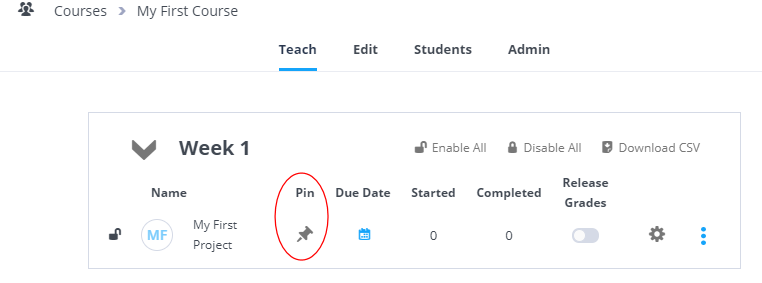 Courses > My First Course
Teach Edit Students Admin
Week 1 Enable All Disable All Download CSV
Name Pin Due Date Started Completed Release Grades
MF My First Project 0 0